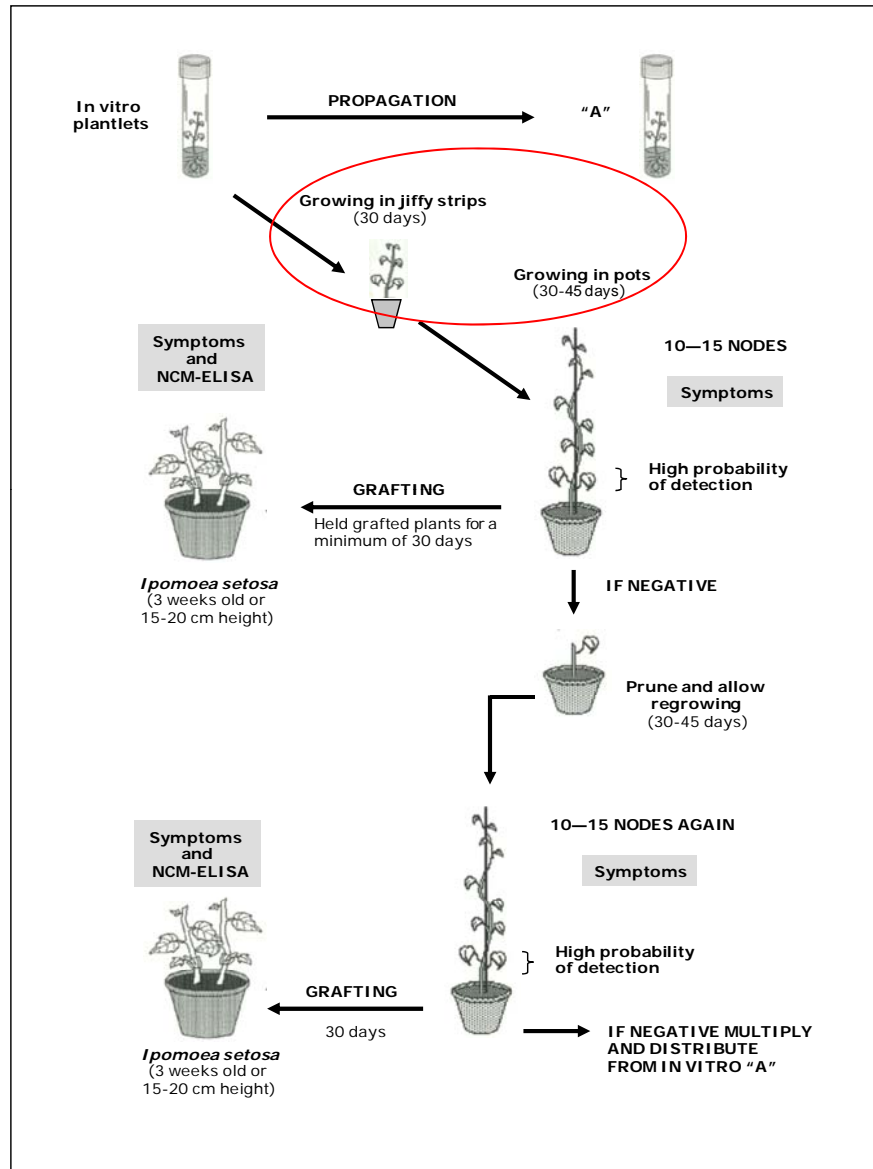 In vitro
plantlets
PROPAGATION
“A”
Growing in jiffy strips
(30 days)
Growing in pots
(30-45 days)
Symptoms
and
NCM-ELISA
10—15 NODES
Symptoms
High probability
of detection
GRAFTING
Held grafted plants for a
minimum of 30 days
Ipomoea setosa
(3 weeks old or
15-20 cm height)
IF NEGATIVE
Prune and allow
regrowing
(30-45 days)
Symptoms
and
NCM-ELISA
10—15 NODES AGAIN
Symptoms
High probability
of detection
GRAFTING
30 days
Ipomoea setosa
(3 weeks old or
15-20 cm height)
IF NEGATIVE MULTIPLY
AND DISTRIBUTE
FROM IN VITRO “A”